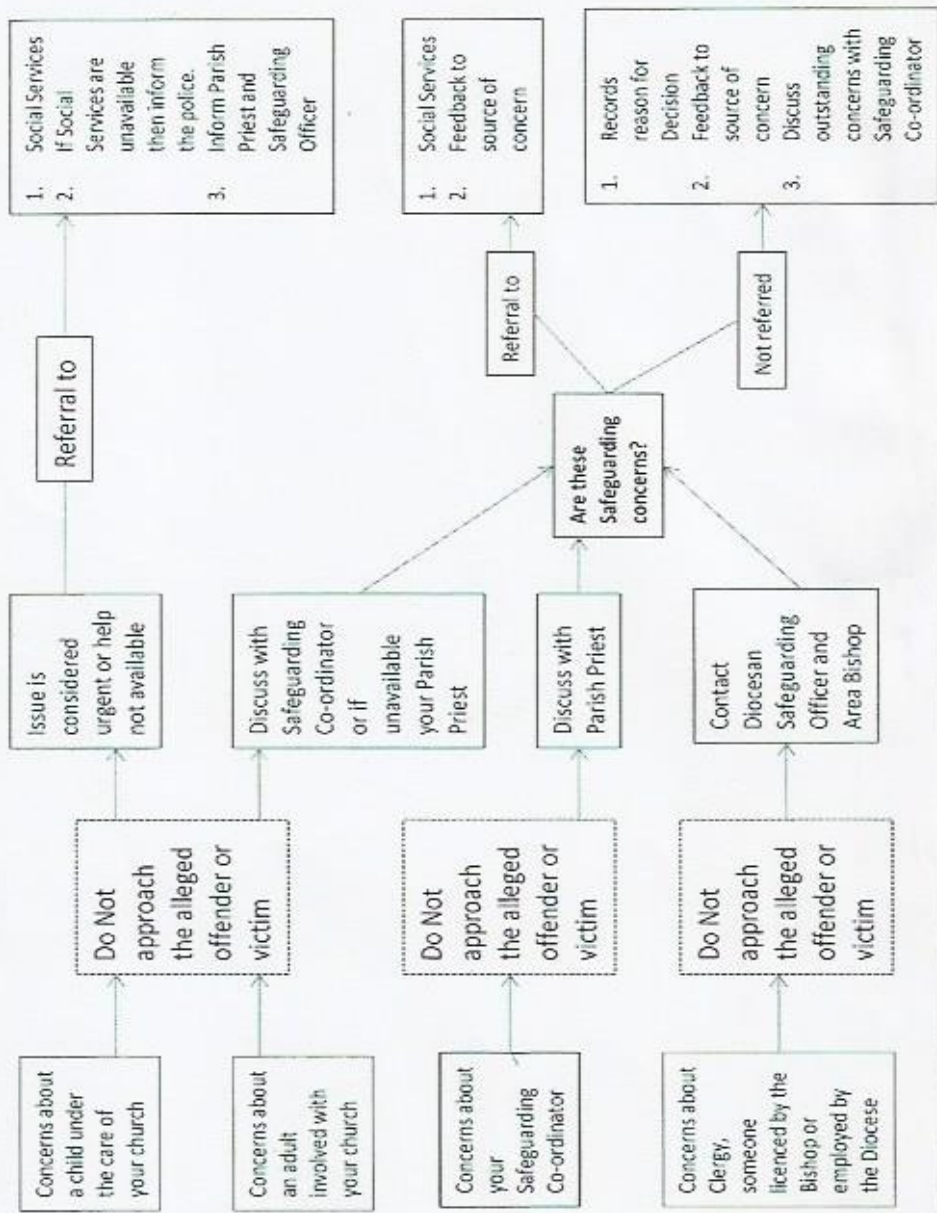 Concerns about
a child under
the care of
your church
Concerns about
an adult
involved with
your church
Do Not
approach
the alleged
offender or
victim
Issue is
considered
urgent or help
not available
Referral to
1. Social Services
2. If Social
Services are
unavailable
then inform
the police.
3. Inform Parish
Priest and
Safeguarding
Officer
Discuss with
Safeguarding
Co-ordinator
or if
unavailable
your Parish
Priest
Concerns about
your
Safeguarding
Co-ordinator
Do Not
approach
the alleged
offender or
victim
Discuss with
Parish Priest
Are these
Safeguarding
concerns?
Referral to
1. Social Services
2. Feedback to
source of
concern
Concerns about
Clergy,
someone
licenced by the
Bishop or
employed by
the Diocese
Do Not
approach
the alleged
offender or
victim
Contact
Diocesan
Safeguarding
Officer and
Area Bishop
Not referred
1. Records
reason for
Decision
2. Feedback to
source of
concern
3. Discuss
outstanding
concerns with
Safeguarding
Co-ordinator